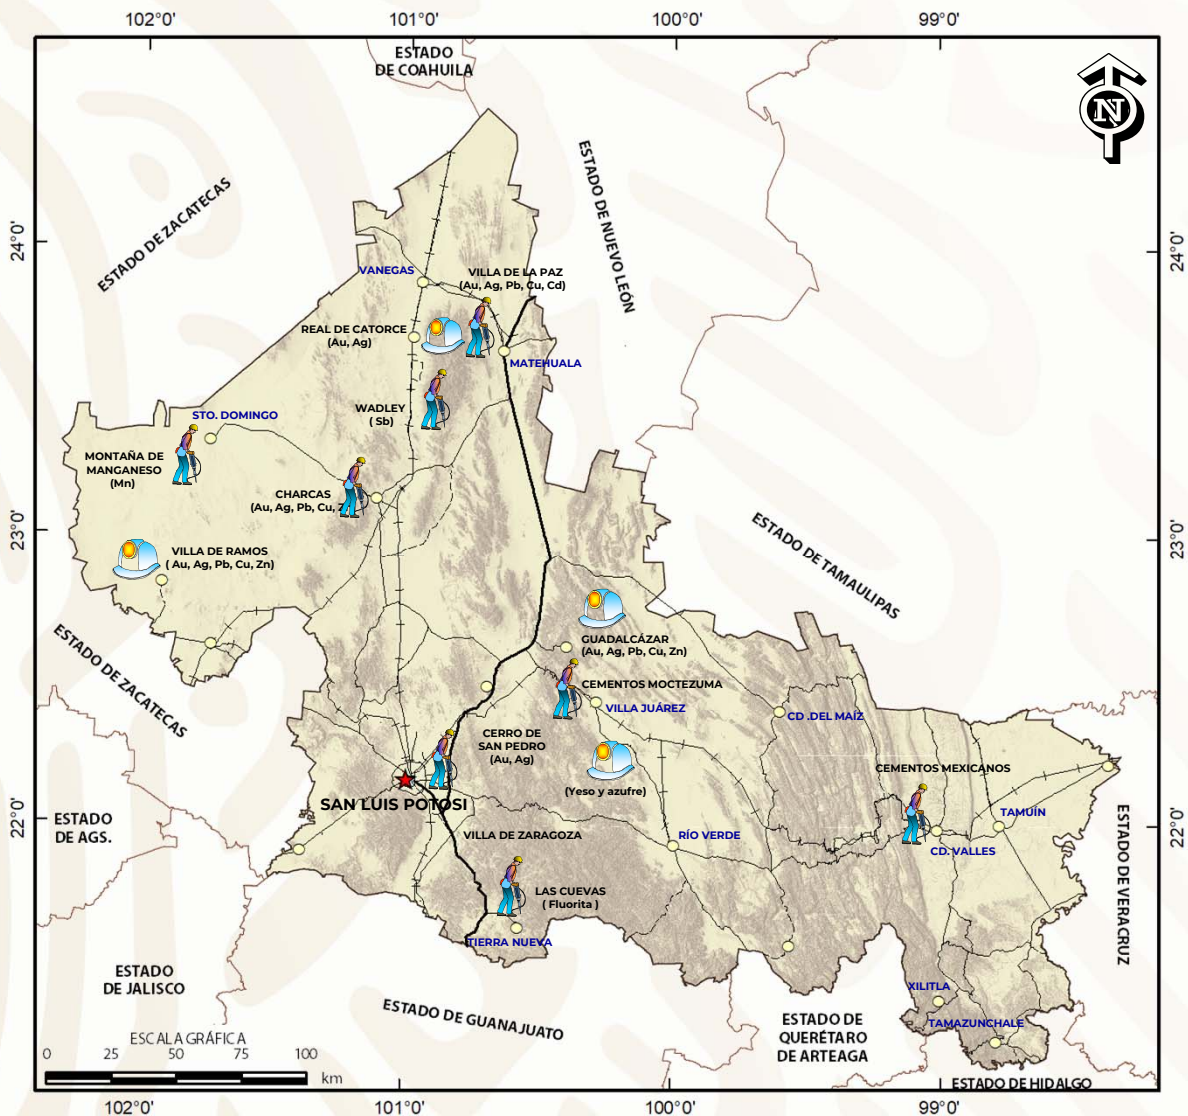 102°0'
101°0'
100°0'
99°0'
ESTADO
DE COAHUILA
N
ESTADO DE ZACATECAS
ESTADO DE NUEVO LEÓN
24°0'
24°0'
VANEGAS
VILLA DE LA PAZ
(Au, Ag, Pb, Cu, Cd)
REAL DE CATORCE
(Au, Ag)
MATEHUALA
WADLEY
( Sb)
STO. DOMINGO
MONTAÑA DE
MANGANESO
(Mn)
CHARCAS
(Au, Ag, Pb, Cu, Z
23°0'
23°0'
VILLA DE RAMOS
( Au, Ag, Pb, Cu, Zn)
ESTADO DE TAMAULIPAS
ESTADO DE ZACATECAS
GUADALCÁZAR
(Au, Ag, Pb, Cu, Zn)
CEMENTOS MOCTEZUMA
VILLA JUÁREZ
CD .DEL MAÍZ
CERRO DE
SAN PEDRO
(Au, Ag)
(Yeso y azufre)
CEMENTOS MEXICANOS
SAN LUIS POTOSI
22°0'
22°0'
ESTADO
DE AGS.
VILLA DE ZARAGOZA
RÍO VERDE
TAMUÍN
CD. VALLES
ESTADO DE VERACRUZ
LAS CUEVAS
( Fluorita )
TIERRA NUEVA
ESTADO
DE JALISCO
XILITLA
TAMAZUNCHALE
ESTADO DE GUANAJUATO
ESTADO DE
QUERÉTARO
DE ARTEAGA
ESTADO DE HIDALGO
ESCALA GRÁFICA
0
25
50
75
100
km
102°0'
101°0'
100°0'
99°0'